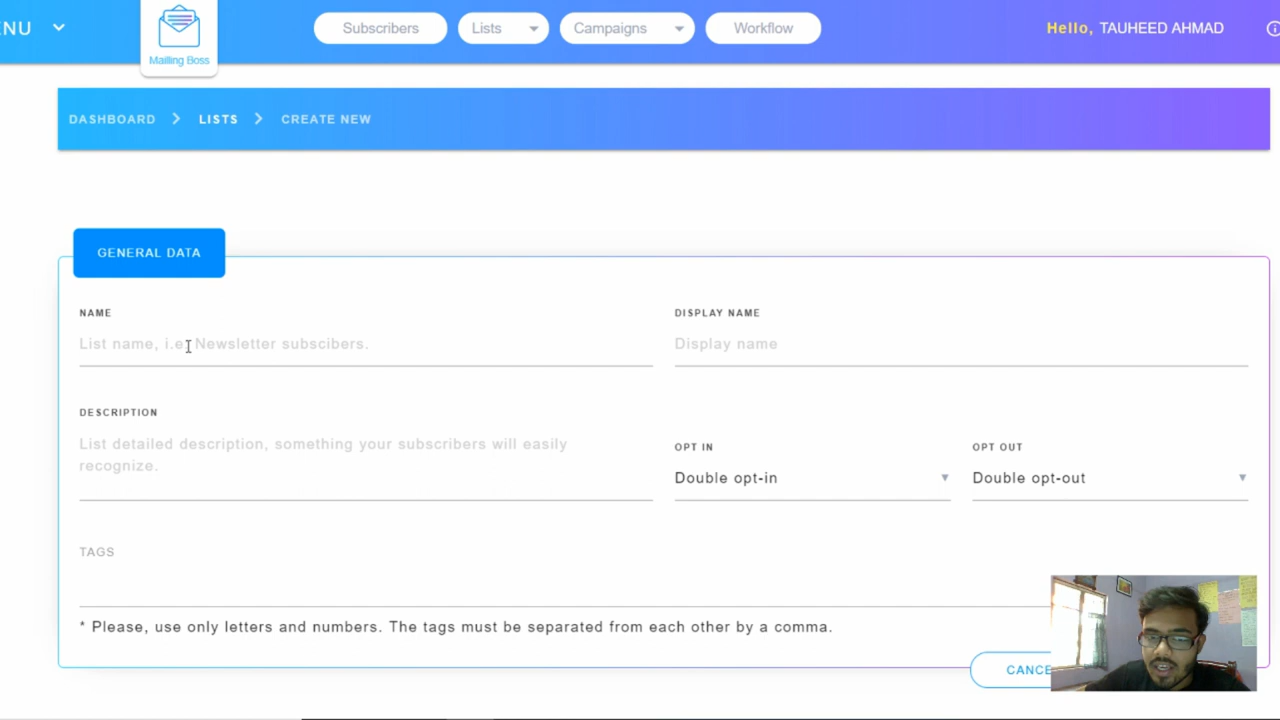 ENU
Mailling Boss
Subscribers
Lists
Campaigns
Workflow
Hello, TAUHEED AHMAD
DASHBOARD > LISTS > CREATE NEW
GENERAL DATA
NAME
List name, i.e. Newsletter subscibers.
DISPLAY NAME
Display name
DESCRIPTION
List detailed description, something your subscribers will easily
recognize.
OPT IN
Double opt-in
OPT OUT
Double opt-out
TAGS
* Please, use only letters and numbers. The tags must be separated from each other by a comma.
CANCE